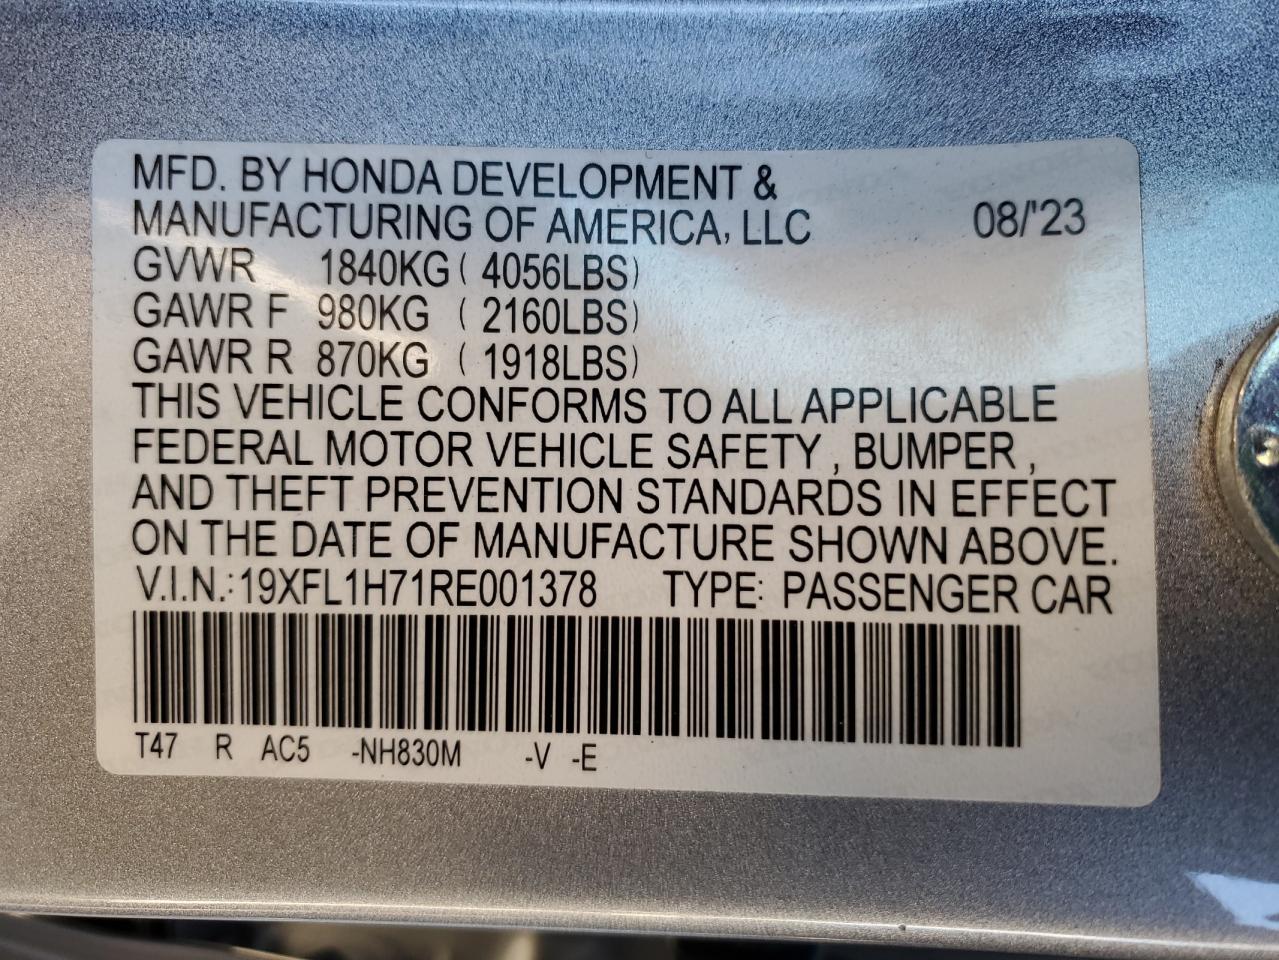 MFD. BY HONDA DEVELOPMENT &
MANUFACTURING OF AMERICA, LLC 08/'23
GVWR 1840KG ( 4056LBS)
GAWR F 980KG ( 2160LBS)
GAWR R 870KG ( 1918LBS)
THIS VEHICLE CONFORMS TO ALL APPLICABLE
FEDERAL MOTOR VEHICLE SAFETY , BUMPER ,
AND THEFT PREVENTION STANDARDS IN EFFECT
ON THE DATE OF MANUFACTURE SHOWN ABOVE.
V.I.N.: 19XFL1H71RE001378 TYPE: PASSENGER CAR
T47 R AC5 -NH830M -V -E